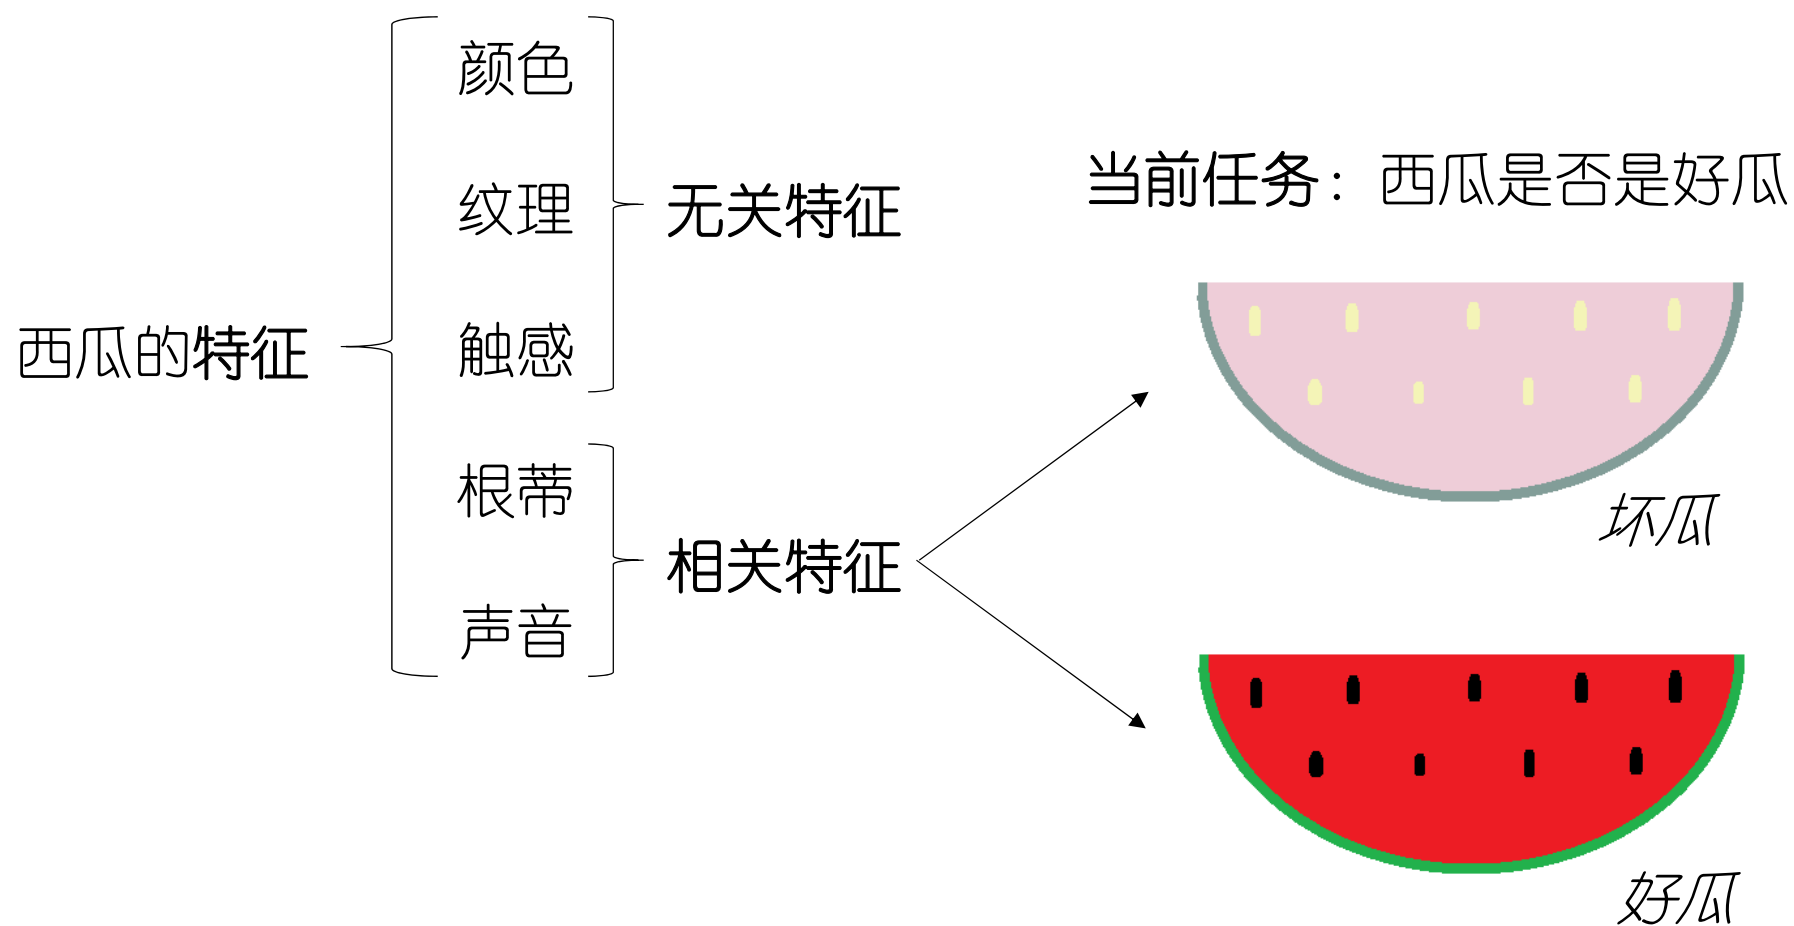 西瓜的特征
颜色
纹理
触感
根蒂
声音
无关特征
相关特征
当前任务：西瓜是否是好瓜
坏瓜
好瓜